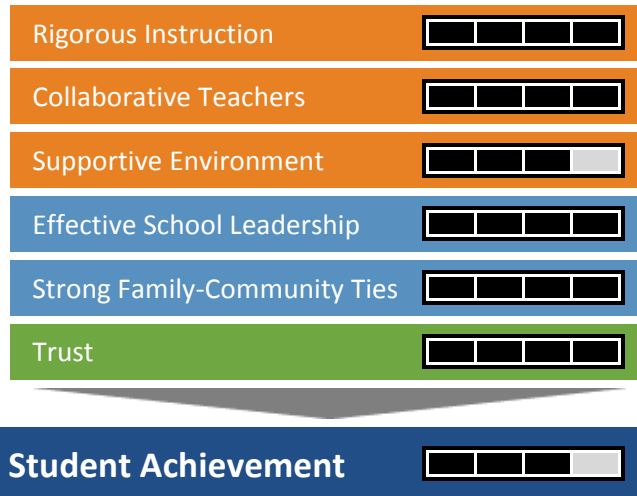 Rigorous Instruction
Collaborative Teachers
Supportive Environment
Effective School Leadership
Strong Family-Community Ties
Trust
Student Achievement